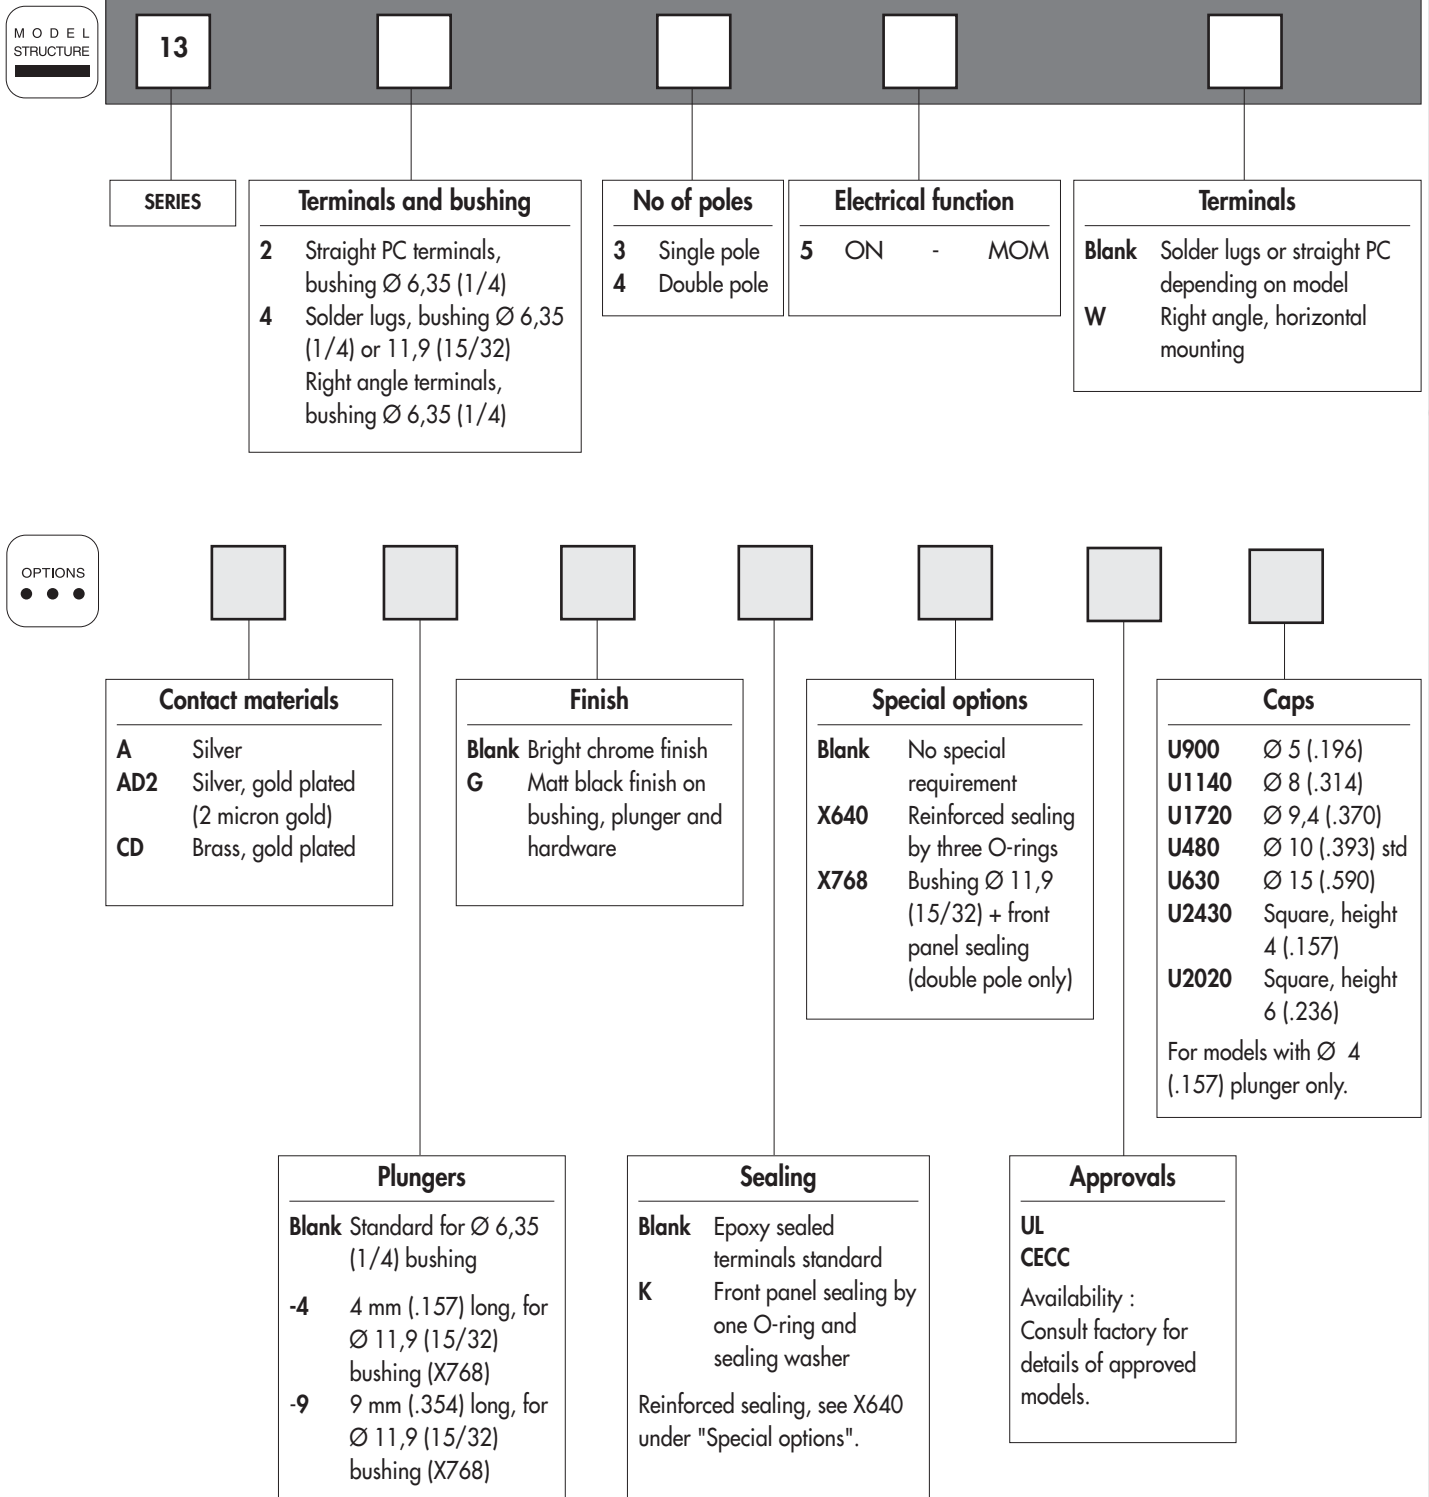 MODEL
STRUCTURE
13
SERIES
Terminals and bushing
2 Straight PC terminals,
bushing Ø 6,35 (1/4)
4 Solder lugs, bushing Ø 6,35
(1/4) or 11,9 (15/32)
Right angle terminals,
bushing Ø 6,35 (1/4)
No of poles
3 Single pole
4 Double pole
Electrical function
5 ON - MOM
Terminals
Blank Solder lugs or straight PC
depending on model
W Right angle, horizontal
mounting
OPTIONS
Contact materials
A Silver
AD2 Silver, gold plated
(2 micron gold)
CD Brass, gold plated
Finish
Blank Bright chrome finish
G Matt black finish on
bushing, plunger and
hardware
Special options
Blank No special
requirement
X640 Reinforced sealing
by three O-rings
X768 Bushing Ø 11,9
(15/32) + front
panel sealing
(double pole only)
Caps
U900 Ø 5 (.196)
U1140 Ø 8 (.314)
U1720 Ø 9,4 (.370)
U480 Ø 10 (.393) std
U630 Ø 15 (.590)
U2430 Square, height
4 (.157)
U2020 Square, height
6 (.236)
For models with Ø 4
(.157) plunger only.
Plungers
Blank Standard for Ø 6,35
(1/4) bushing
-4 4 mm (.157) long, for
Ø 11,9 (15/32)
bushing (X768)
-9 9 mm (.354) long, for
Ø 11,9 (15/32)
bushing (X768)
Sealing
Blank Epoxy sealed
terminals standard
K Front panel sealing by
one O-ring and
sealing washer
Reinforced sealing, see X640
under "Special options".
Approvals
UL
CECC
Availability :
Consult factory for
details of approved
models.